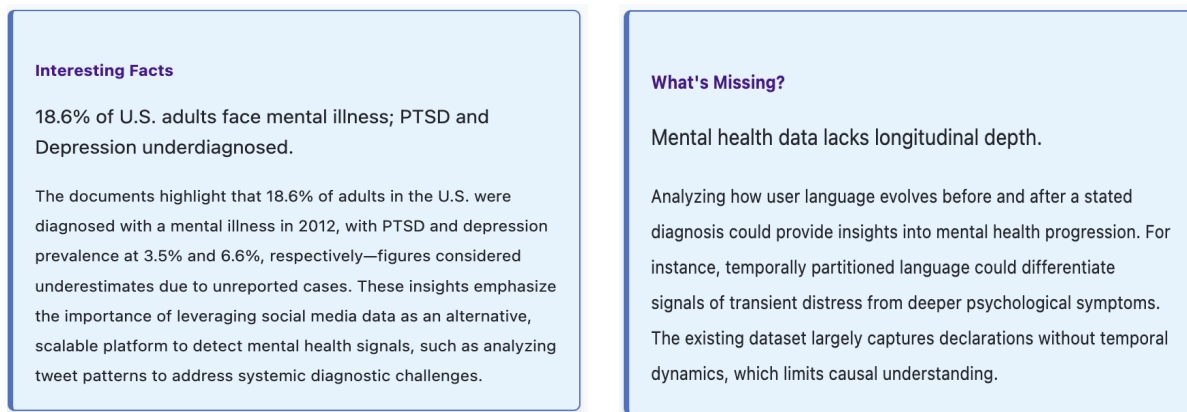 Interesting Facts
18.6% of U.S. adults face mental illness; PTSD and
Depression underdiagnosed.
The documents highlight that 18.6% of adults in the U.S. were
diagnosed with a mental illness in 2012, with PTSD and depression
prevalence at 3.5% and 6.6%, respectively—figures considered
underestimates due to unreported cases. These insights emphasize
the importance of leveraging social media data as an alternative,
scalable platform to detect mental health signals, such as analyzing
tweet patterns to address systemic diagnostic challenges.
What's Missing?
Mental health data lacks longitudinal depth.
Analyzing how user language evolves before and after a stated
diagnosis could provide insights into mental health progression. For
instance, temporally partitioned language could differentiate
signals of transient distress from deeper psychological symptoms.
The existing dataset largely captures declarations without temporal
dynamics, which limits causal understanding.